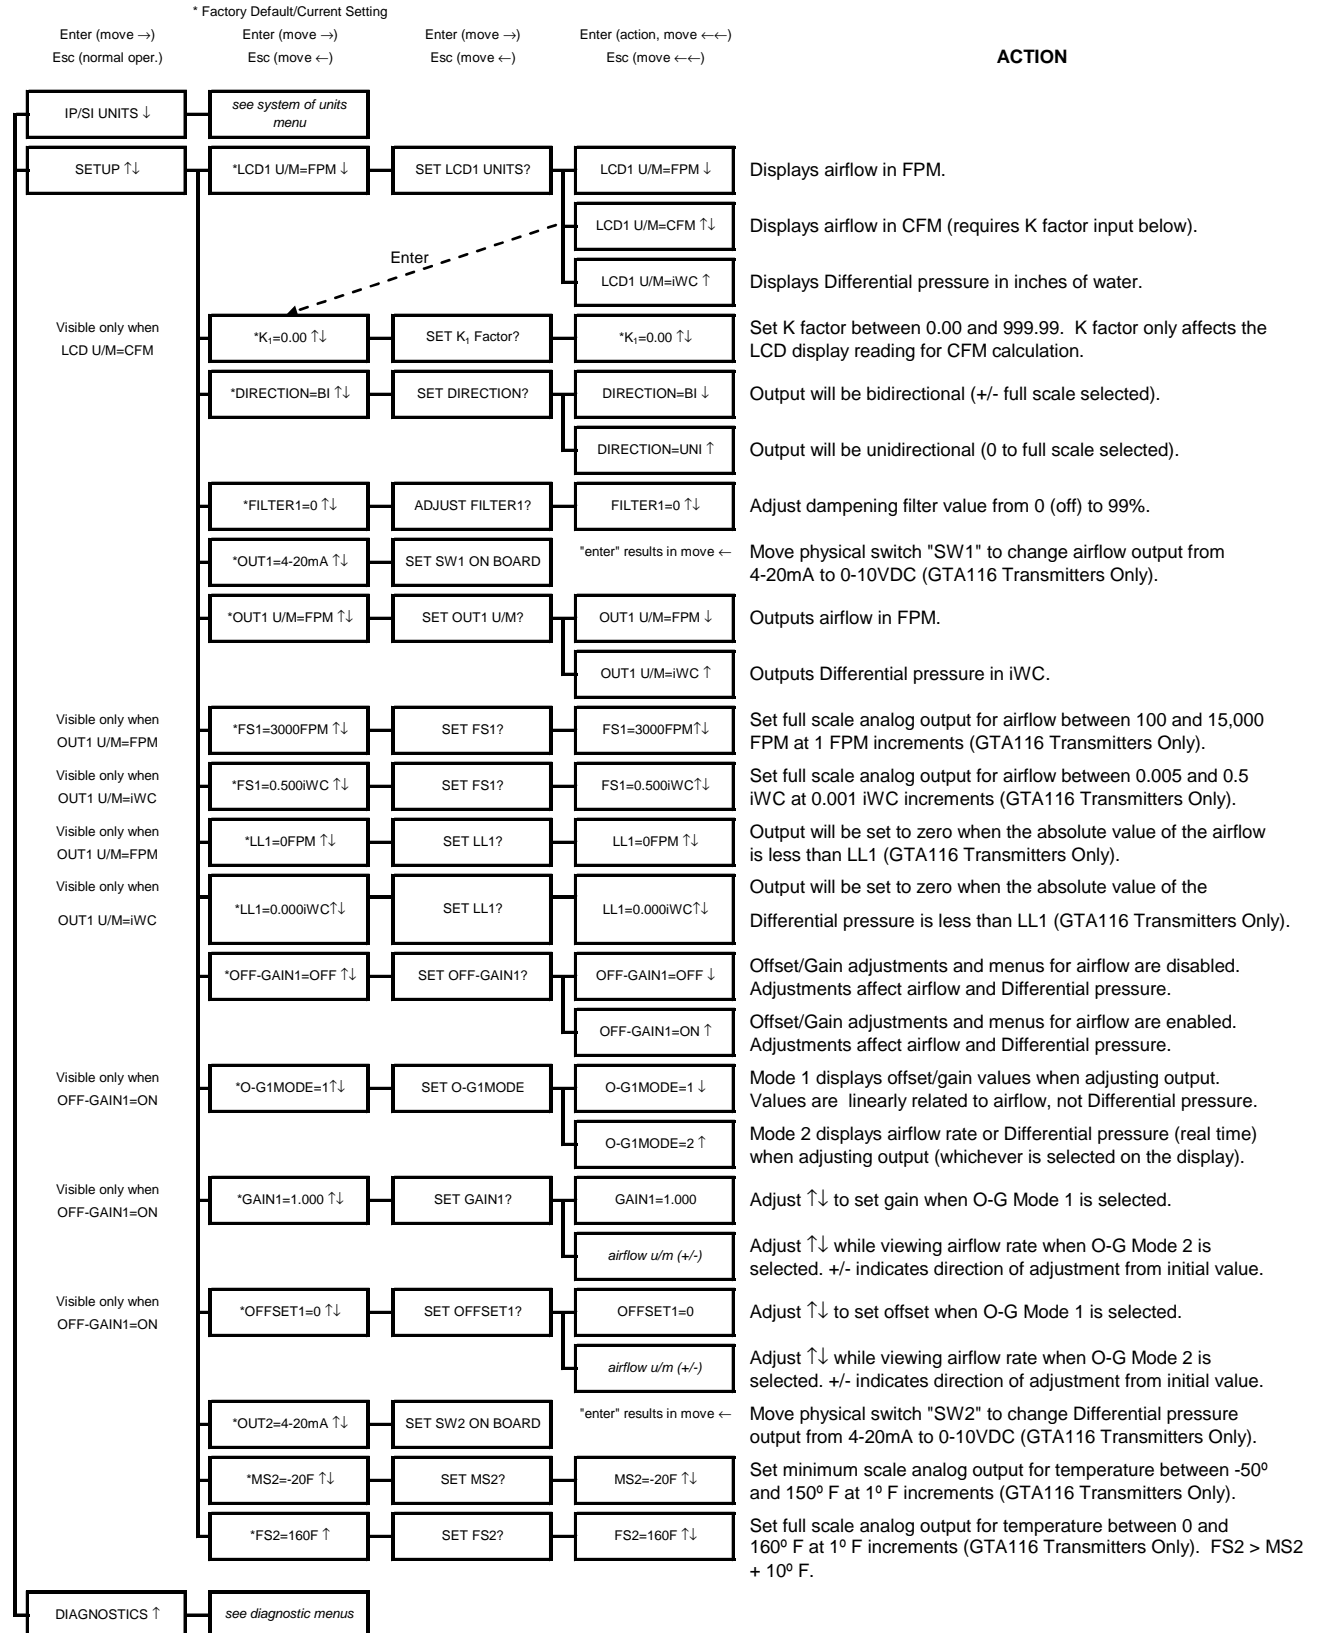 * Factory Default/Current Setting
Enter (move →) Enter (move →) Enter (move →) Enter (action, move ←←)
Esc (normal oper.) Esc (move ←) Esc (move ←) Esc (move ←←) ACTION
IP/SI UNITS ↓ see system of units
menu
SETUP ↑↓ *LCD1 U/M=FPM ↓ SET LCD1 UNITS? LCD1 U/M=FPM ↓ Displays airflow in FPM.
LCD1 U/M=CFM ↑↓ Displays airflow in CFM (requires K factor input below).
Enter
LCD1 U/M=iWC ↑ Displays Differential pressure in inches of water.
Visible only when
LCD U/M=CFM
*K₁=0.00 ↑↓ SET K₁ Factor? *K₁=0.00 ↑↓
Set K factor between 0.00 and 999.99. K factor only affects the
LCD display reading for CFM calculation.
*DIRECTION=BI ↑↓ SET DIRECTION? DIRECTION=BI ↓ Output will be bidirectional (+/- full scale selected).
DIRECTION=UNI ↑ Output will be unidirectional (0 to full scale selected).
*FILTER1=0 ↑↓ ADJUST FILTER1? FILTER1=0 ↑↓ Adjust dampening filter value from 0 (off) to 99%.
*OUT1=4-20mA ↑↓ SET SW1 ON BOARD "enter" results in move ←
Move physical switch "SW1" to change airflow output from
4-20mA to 0-10VDC (GTA116 Transmitters Only).
*OUT1 U/M=FPM ↑↓ SET OUT1 U/M? OUT1 U/M=FPM ↓ Outputs airflow in FPM.
OUT1 U/M=iWC ↑ Outputs Differential pressure in iWC.
Visible only when
OUT1 U/M=FPM
*FS1=3000FPM ↑↓ SET FS1? FS1=3000FPM↑↓
Set full scale analog output for airflow between 100 and 15,000
FPM at 1 FPM increments (GTA116 Transmitters Only).
Visible only when
OUT1 U/M=iWC
*FS1=0.500iWC ↑↓ SET FS1? FS1=0.500iWC↑↓
Set full scale analog output for airflow between 0.005 and 0.5
iWC at 0.001 iWC increments (GTA116 Transmitters Only).
Visible only when
OUT1 U/M=FPM
*LL1=0FPM ↑↓ SET LL1? LL1=0FPM ↑↓
Output will be set to zero when the absolute value of the airflow
is less than LL1 (GTA116 Transmitters Only).
Visible only when
OUT1 U/M=iWC
*LL1=0.000iWC↑↓ SET LL1? LL1=0.000iWC↑↓
Output will be set to zero when the absolute value of the
Differential pressure is less than LL1 (GTA116 Transmitters Only).
*OFF-GAIN1=OFF ↑↓ SET OFF-GAIN1? OFF-GAIN1=OFF ↓
Offset/Gain adjustments and menus for airflow are disabled.
Adjustments affect airflow and Differential pressure.
OFF-GAIN1=ON ↑
Offset/Gain adjustments and menus for airflow are enabled.
Adjustments affect airflow and Differential pressure.
Visible only when
OFF-GAIN1=ON
*O-G1MODE=1↑↓ SET O-G1MODE O-G1MODE=1 ↓
Mode 1 displays offset/gain values when adjusting output.
Values are linearly related to airflow, not Differential pressure.
O-G1MODE=2 ↑
Mode 2 displays airflow rate or Differential pressure (real time)
when adjusting output (whichever is selected on the display).
Visible only when
OFF-GAIN1=ON
*GAIN1=1.000 ↑↓ SET GAIN1? GAIN1=1.000 Adjust ↑↓ to set gain when O-G Mode 1 is selected.
airflow u/m (+/-)
Adjust ↑↓ while viewing airflow rate when O-G Mode 2 is
selected. +/- indicates direction of adjustment from initial value.
Visible only when
OFF-GAIN1=ON
*OFFSET1=0 ↑↓ SET OFFSET1? OFFSET1=0 Adjust ↑↓ to set offset when O-G Mode 1 is selected.
airflow u/m (+/-)
Adjust ↑↓ while viewing airflow rate when O-G Mode 2 is
selected. +/- indicates direction of adjustment from initial value.
*OUT2=4-20mA ↑↓ SET SW2 ON BOARD "enter" results in move ←
Move physical switch "SW2" to change Differential pressure
output from 4-20mA to 0-10VDC (GTA116 Transmitters Only).
*MS2=-20F ↑↓ SET MS2? MS2=-20F ↑↓
Set minimum scale analog output for temperature between -50º
and 150º F at 1º F increments (GTA116 Transmitters Only).
*FS2=160F ↑ SET FS2? FS2=160F ↑↓
Set full scale analog output for temperature between 0 and
160º F at 1º F increments (GTA116 Transmitters Only). FS2 > MS2
+ 10º F.
DIAGNOSTICS ↑ see diagnostic menus